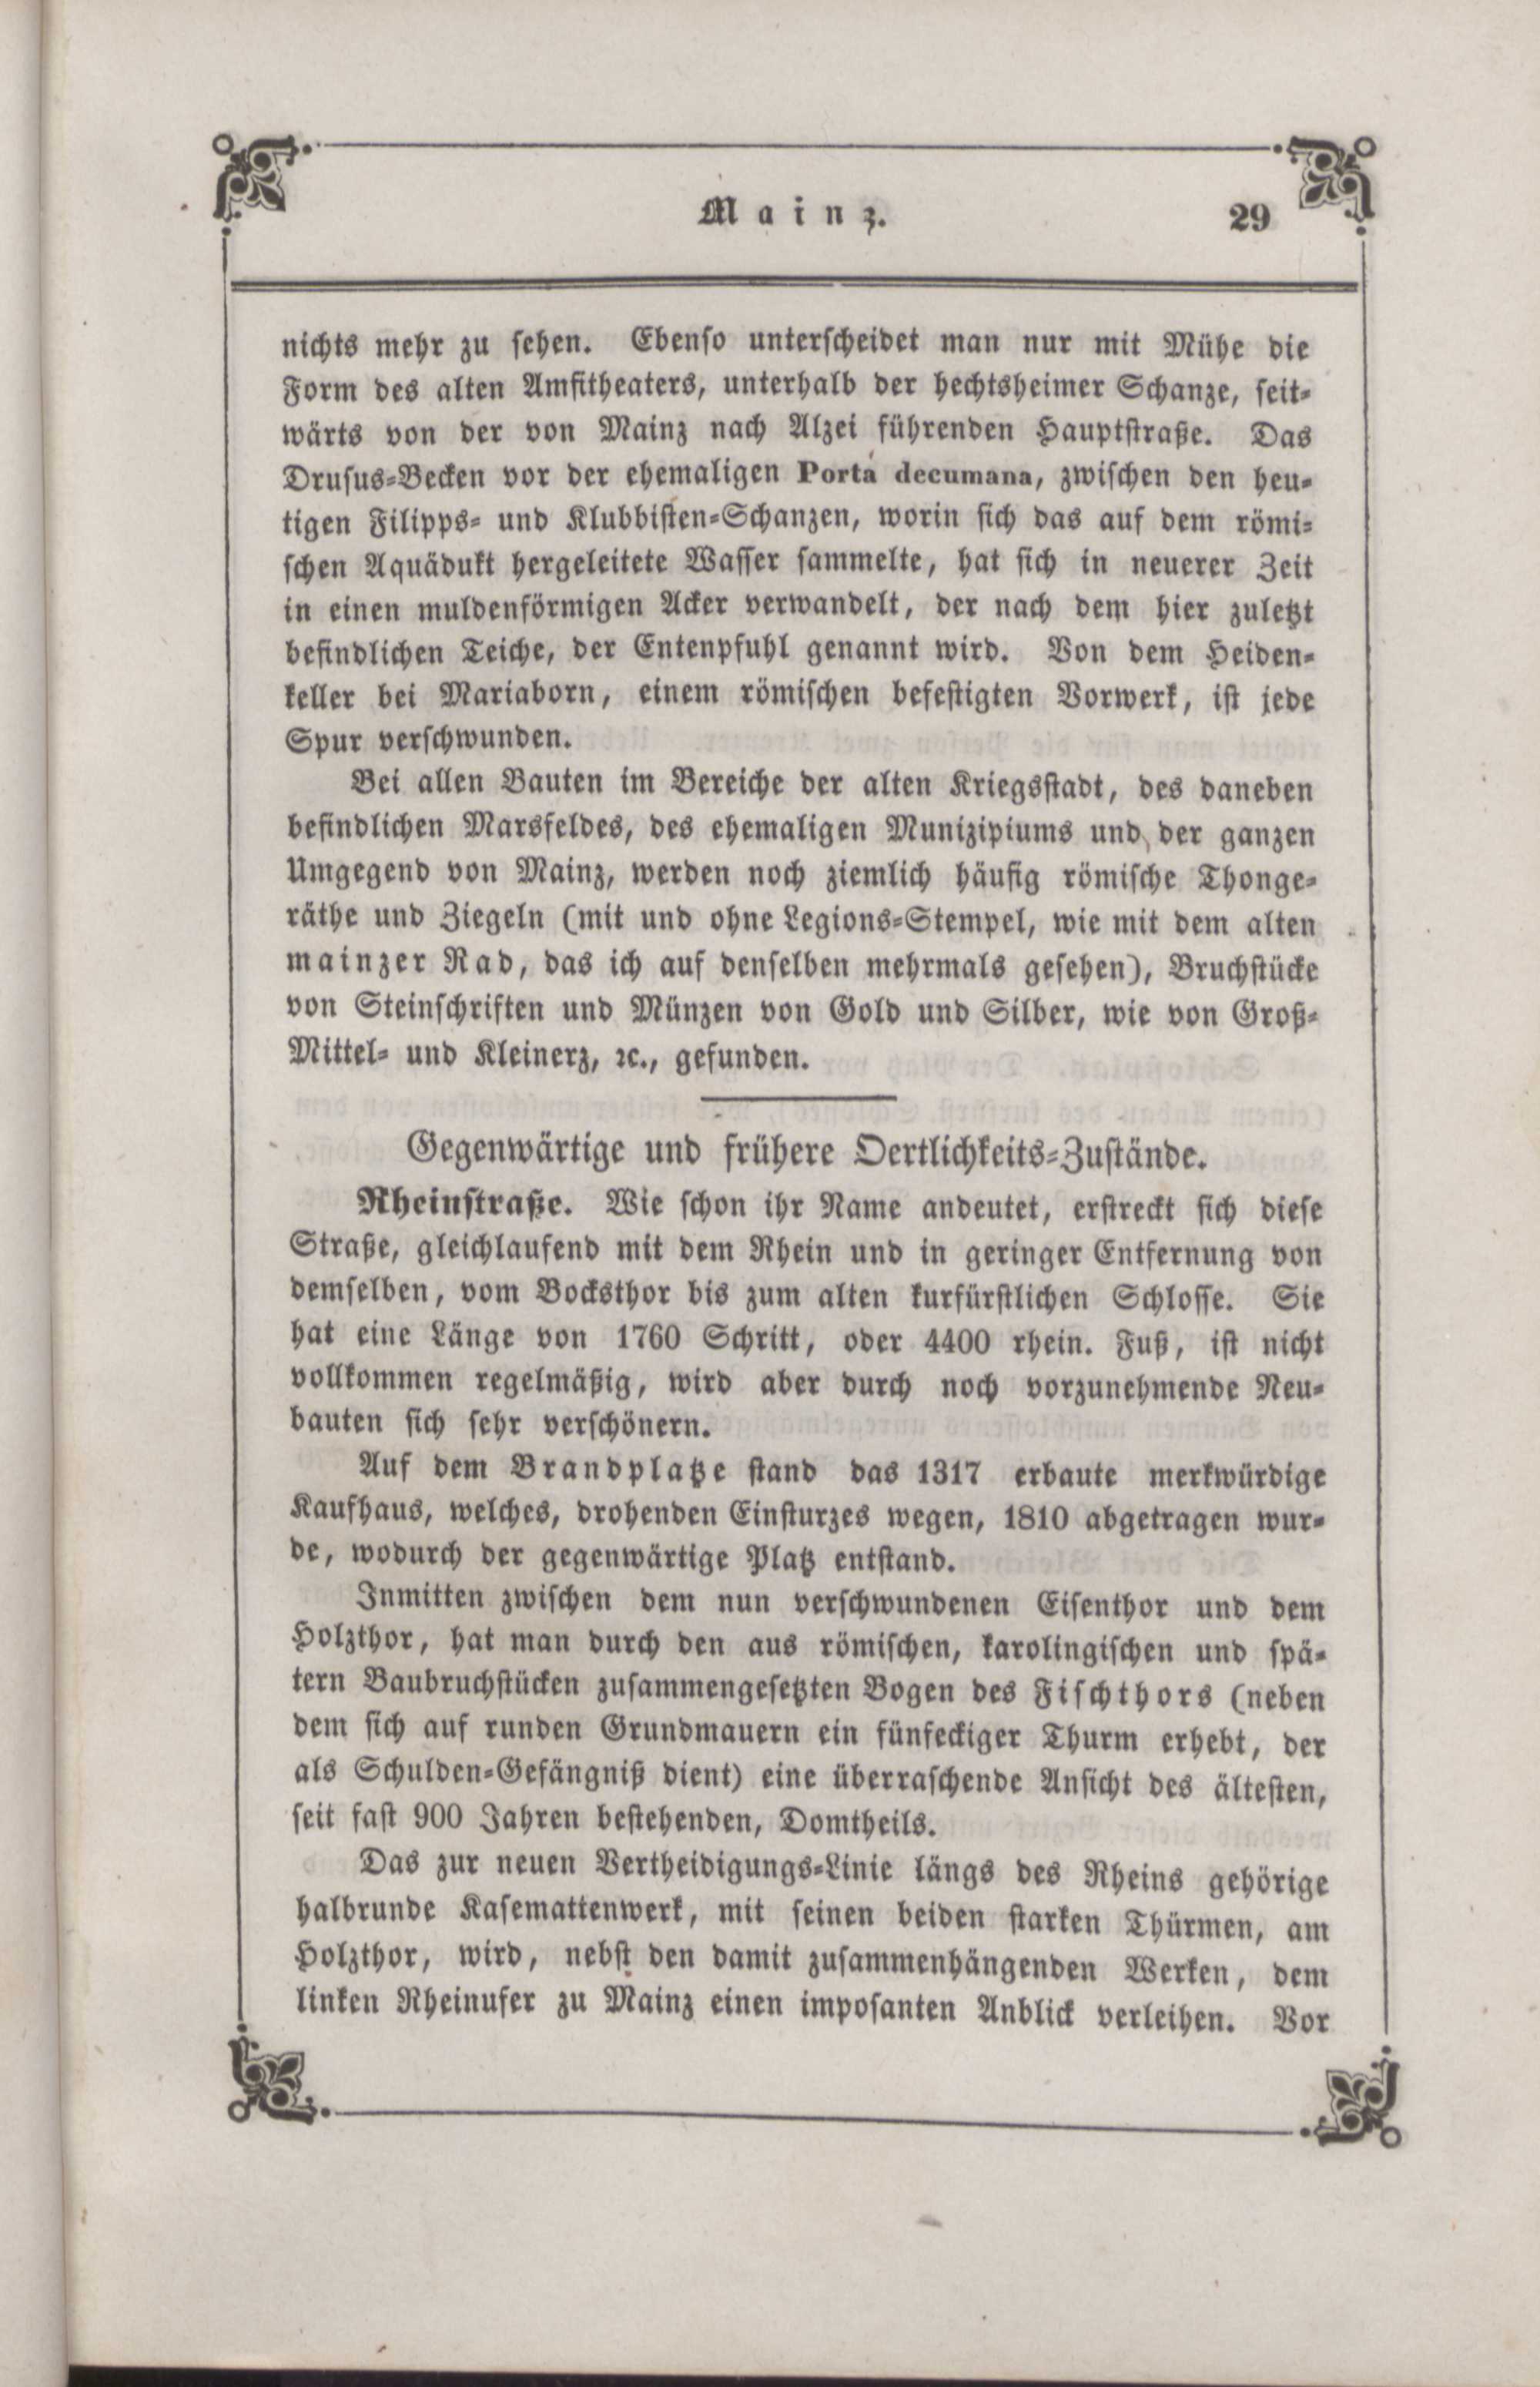 Mainz.
29
nichts mehr zu sehen. Ebenso unterscheidet man nur mit Mühe die
Form des alten Amfitheaters, unterhalb der hechtsheimer Schanze, seit-
wärts von der von Mainz nach Alzei führenden Hauptstraße. Das
Drusus-Becken vor der ehemaligen Porta decumana, zwischen den heu-
tigen Filipps- und Klubbisten-Schanzen, worin sich das auf dem römi-
schen Aquädukt hergeleitete Wasser sammelte, hat sich in neuerer Zeit
in einen muldenförmigen Acker verwandelt, der nach dem hier zuletzt
befindlichen Teiche, der Entenpfuhl genannt wird. Von dem Heiden-
keller bei Mariaborn, einem römischen befestigten Vorwerk, ist jede
Spur verschwunden.
Bei allen Bauten im Bereiche der alten Kriegsstadt, des daneben
befindlichen Marsfeldes, des ehemaligen Munizipiums und der ganzen
Umgegend von Mainz, werden noch ziemlich häufig römische Thonge-
räthe und Ziegeln (mit und ohne Legions-Stempel, wie mit dem alten
mainzer Rad, das ich auf denselben mehrmals gesehen), Bruchstücke
von Steinschriften und Münzen von Gold und Silber, wie von Groß-
Mittel- und Kleinerz, ꝛc., gefunden.
Gegenwärtige und frühere Oertlichkeits-Zustände.
Rheinstraße. Wie schon ihr Name andeutet, erstreckt sich diese
Straße, gleichlaufend mit dem Rhein und in geringer Entfernung von
demselben, vom Bocksthor bis zum alten kurfürstlichen Schlosse. Sie
hat eine Länge von 1760 Schritt, oder 4400 rhein. Fuß, ist nicht
vollkommen regelmäßig, wird aber durch noch vorzunehmende Neu-
bauten sich sehr verschönern.
Auf dem Brandplatze stand das 1317 erbaute merkwürdige
Kaufhaus, welches, drohenden Einsturzes wegen, 1810 abgetragen wur-
de, wodurch der gegenwärtige Platz entstand.
Inmitten zwischen dem nun verschwundenen Eisenthor und dem
Holzthor, hat man durch den aus römischen, karolingischen und spä-
tern Baubruchstücken zusammengesetzten Bogen des Fischthors (neben
dem sich auf runden Grundmauern ein fünfeckiger Thurm erhebt, der
als Schulden-Gefängniß dient) eine überraschende Ansicht des ältesten,
seit fast 900 Jahren bestehenden, Domtheils.
Das zur neuen Vertheidigungs-Linie längs des Rheins gehörige
halbrunde Kasemattenwerk, mit seinen beiden starken Thürmen, am
Holzthor, wird, nebst den damit zusammenhängenden Werken, dem
linken Rheinufer zu Mainz einen imposanten Anblick verleihen. Vor